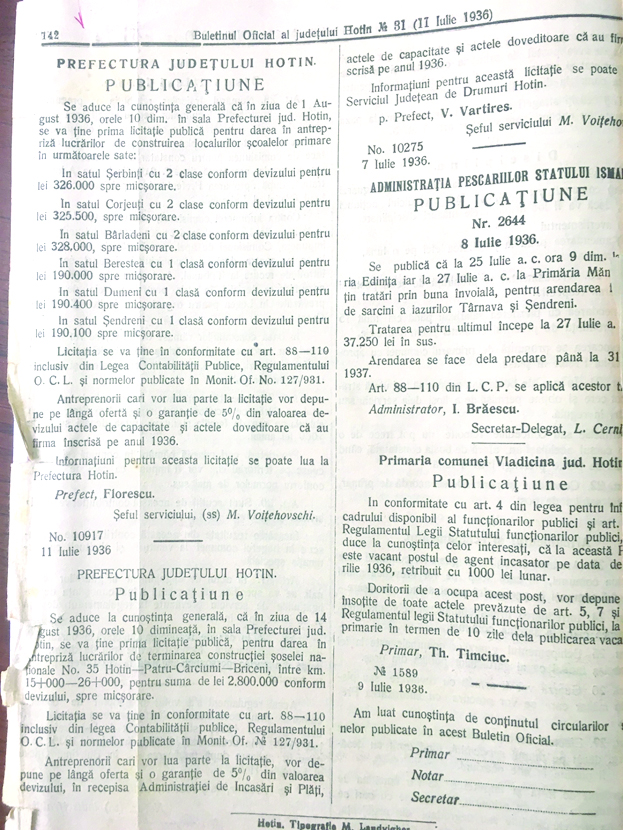 742
Buletinul Oficial al județului Hotin № 31 (11 Iulie 1936)
PREFECTURA JUDEȚULUI HOTIN.
PUBLICAȚIUNE
Se aduce la cunoștința generală că în ziua de 1 Au-
gust 1936, orele 10 dim. în sala Prefecturei jud. Hotin,
se va ține prima licitație publică pentru darea în antrep-
riză lucrărilor de construirea localurilor școalelor primare
în următoarele sate:
In satul Șerbinți cu 2 clase conform devizului pentru
lei 326.000 spre micșorare.
In satul Corjeuți cu 2 clase conform devizului pentru
lei 325.500, spre micșorare.
In satul Bârladeni cu 2 clase conform devizului pentru
lei 328,000, spre micșorare.
In satul Berestea cu 1 clasă conform devizului pentru
lei 190.000 spre micșorare.
In satul Dumeni cu 1 clasă conform devizului pentru
lei 190.400 spre micșorare.
In satul Șendreni cu 1 clasă conform devizului pentru
lei 190,100 spre micșorare.
Licitația se va ține în conformitate cu art. 88—110
inclusiv din Legea Contabilității Publice, Regulamentului
O. C. L. și normelor publicate în Monit. Of. No. 127/931.
Antreprenorii cari vor lua parte la licitație vor depu-
ne pe lângă ofertă și o garanție de 5% din valoarea de-
vizului actele de capacitate și actele doveditoare că au
firma înscrisă pe anul 1936.
Informațiuni pentru aceasta licitație se poate lua la
Prefectura Hotin.
Prefect, Florescu.
Șeful serviciului, (ss) M. Voițehovschi.
No. 10917
11 Iulie 1936
PREFECTURA JUDEȚULUI HOTIN.
Publicațiune
Se aduce la cunoștința generală, că în ziua de 14
gust 1936, orele 10 dimineață, în sala Prefecturei jud.
otin, se va ține prima licitație publică, pentru darea în
ntrepriză lucrărilor de terminarea construcției șoselei na-
ționale No. 35 Hotin—Patru-Cârciumi—Briceni, între km.
15+000—26+000, pentru suma de lei 2.800.000 conform
devizului, spre micșorare.
Licitația se va ține în conformitate cu art. 88—110
inclusiv din legea Contabilității publice, Regulamentului
O. C. L. și normelor publicate în Monit. Of. № 127/931.
Antreprenorii cari vor lua parte la licitație, vor de-
pune pe lângă oferta și o garanție de 5% din valoarea
devizului, în recepisa Administrației de Incasări și Plăți,
actele de capacitate și actele doveditoare că au fir
scrisă pe anul 1936.
Informațiuni pentru această licitație se poate
Serviciul Județean de Drumuri Hotin.
p. Prefect, V. Vartires.
Șeful serviciului M. Voițeho
No. 10275
7 Iulie 1936.
ADMINISTRAȚIA PESCARIILOR STATULUI ISMA
PUBLICAȚIUNE
Nr. 2644
8 Iulie 1936.
Se publică că la 25 Iulie a. c. ora 9 dim.
ria Edinița iar la 27 Iulie a. c. la Primăria Măn
țin tratări prin buna învoială, pentru arendarea
de sarcini a iazurilor Târnava și Șendreni.
Tratarea pentru ultimul începe la 27 Iulie a.
37.250 lei în sus.
Arendarea se face dela predare până la 31
1937.
Art. 88—110 din L. C. P. se aplică acestor t
Administrator, I. Brăescu.
Secretar-Delegat, L. Cerni
Primaria comunei Vladicina jud. Hotin
Publicațiune
In conformitate cu art. 4 din legea pentru înf
cadrului disponibil al funcționarilor publici și art.
Regulamentul Legii Statutului funcționarilor publici,
duce la cunoștința celor interesați, că la această P
este vacant postul de agent incasator pe data de
rilie 1936, retribuit cu 1000 lei lunar.
Doritorii de a ocupa acest post, vor depune
însoțite de toate actele prevăzute de art. 5, 7 și
Regulamentul legii Statutului funcționarilor publici, la
primarie în termen de 10 zile dela publicarea vaca
Primar, Th. Timciuc.
№ 1589
9 Iulie 1936.
Am luat cunoștința de conținutul circularilor
nelor publicate în acest Buletin Oficial.
Primar
Notar
Secretar
Hotin, Tipografia M.